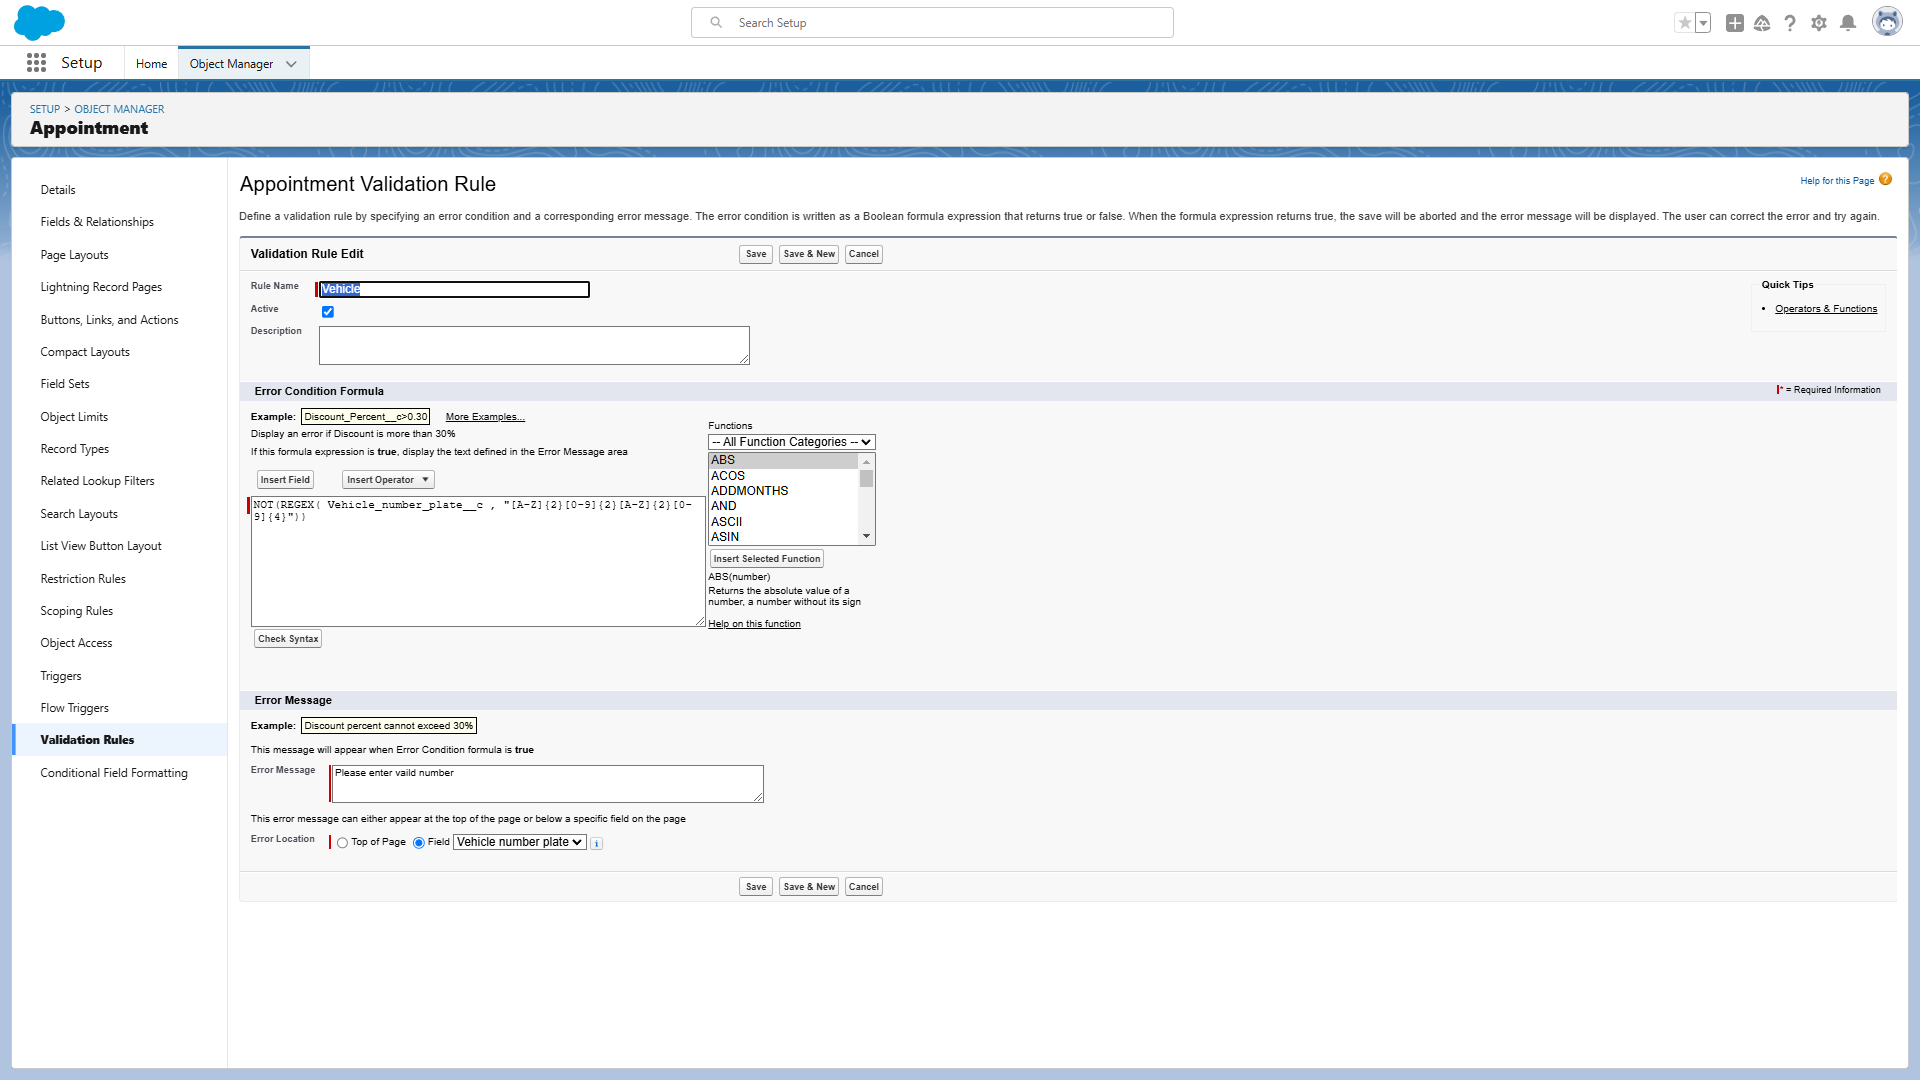 Search Setup
Setup
Home
Object Manager
SETUP > OBJECT MANAGER
Appointment
Details
Fields & Relationships
Page Layouts
Lightning Record Pages
Buttons, Links, and Actions
Compact Layouts
Field Sets
Object Limits
Record Types
Related Lookup Filters
Search Layouts
List View Button Layout
Restriction Rules
Scoping Rules
Object Access
Triggers
Flow Triggers
Validation Rules
Conditional Field Formatting
Appointment Validation Rule
Help for this Page
Define a validation rule by specifying an error condition and a corresponding error message. The error condition is written as a Boolean formula expression that returns true or false. When the formula expression returns true, the save will be aborted and the error message will be displayed. The user can correct the error and try again.
Validation Rule Edit
Save
Save & New
Cancel
Rule Name
Vehicle
Active
Description
Quick Tips
• Operators & Functions
Error Condition Formula
* = Required Information
Example: Discount_Percent__c>0.30 More Examples...
Display an error if Discount is more than 30%
If this formula expression is true, display the text defined in the Error Message area
Insert Field
Insert Operator
NOT(REGEX( Vehicle_number_plate__c , "[A-Z]{2}[0-9]{2}[A-Z]{2}[0-
9]{4}"))
Check Syntax
Functions
-- All Function Categories --
ABS
ACOS
ADDMONTHS
AND
ASCII
ASIN
Insert Selected Function
ABS(number)
Returns the absolute value of a
number, a number without its sign
Help on this function
Error Message
Example: Discount percent cannot exceed 30%
This message will appear when Error Condition formula is true
Error Message
Please enter vaild number
This error message can either appear at the top of the page or below a specific field on the page
Error Location
Top of Page
Field
Vehicle number plate
i
Save
Save & New
Cancel